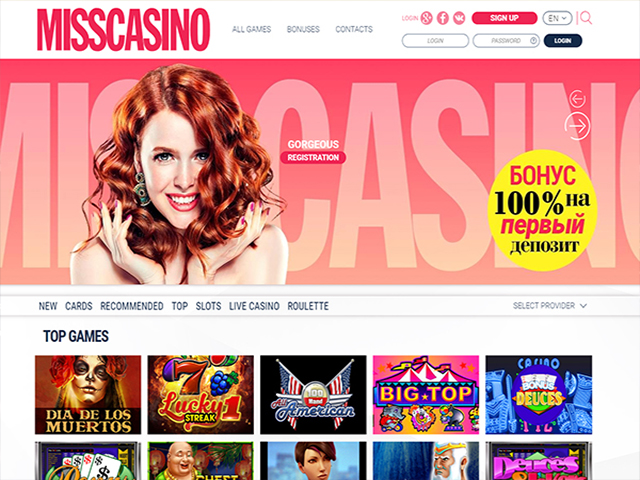 MISSCASINO
ALL GAMES BONUSES CONTACTS
LOGIN SIGN UP EN
LOGIN PASSWORD LOGIN
MISSCASINO
GORGEOUS
REGISTRATION
БОНУС
100% на
первый
депозит
NEW CARDS RECOMMENDED TOP SLOTS LIVE CASINO ROULETTE
SELECT PROVIDER
TOP GAMES
DIA DE LOS
MUERTOS
7
Lucky 1
STREAK
100
Hand
All
American
BIG TOP
CASINO
BONUS
DEUCES
Deuces